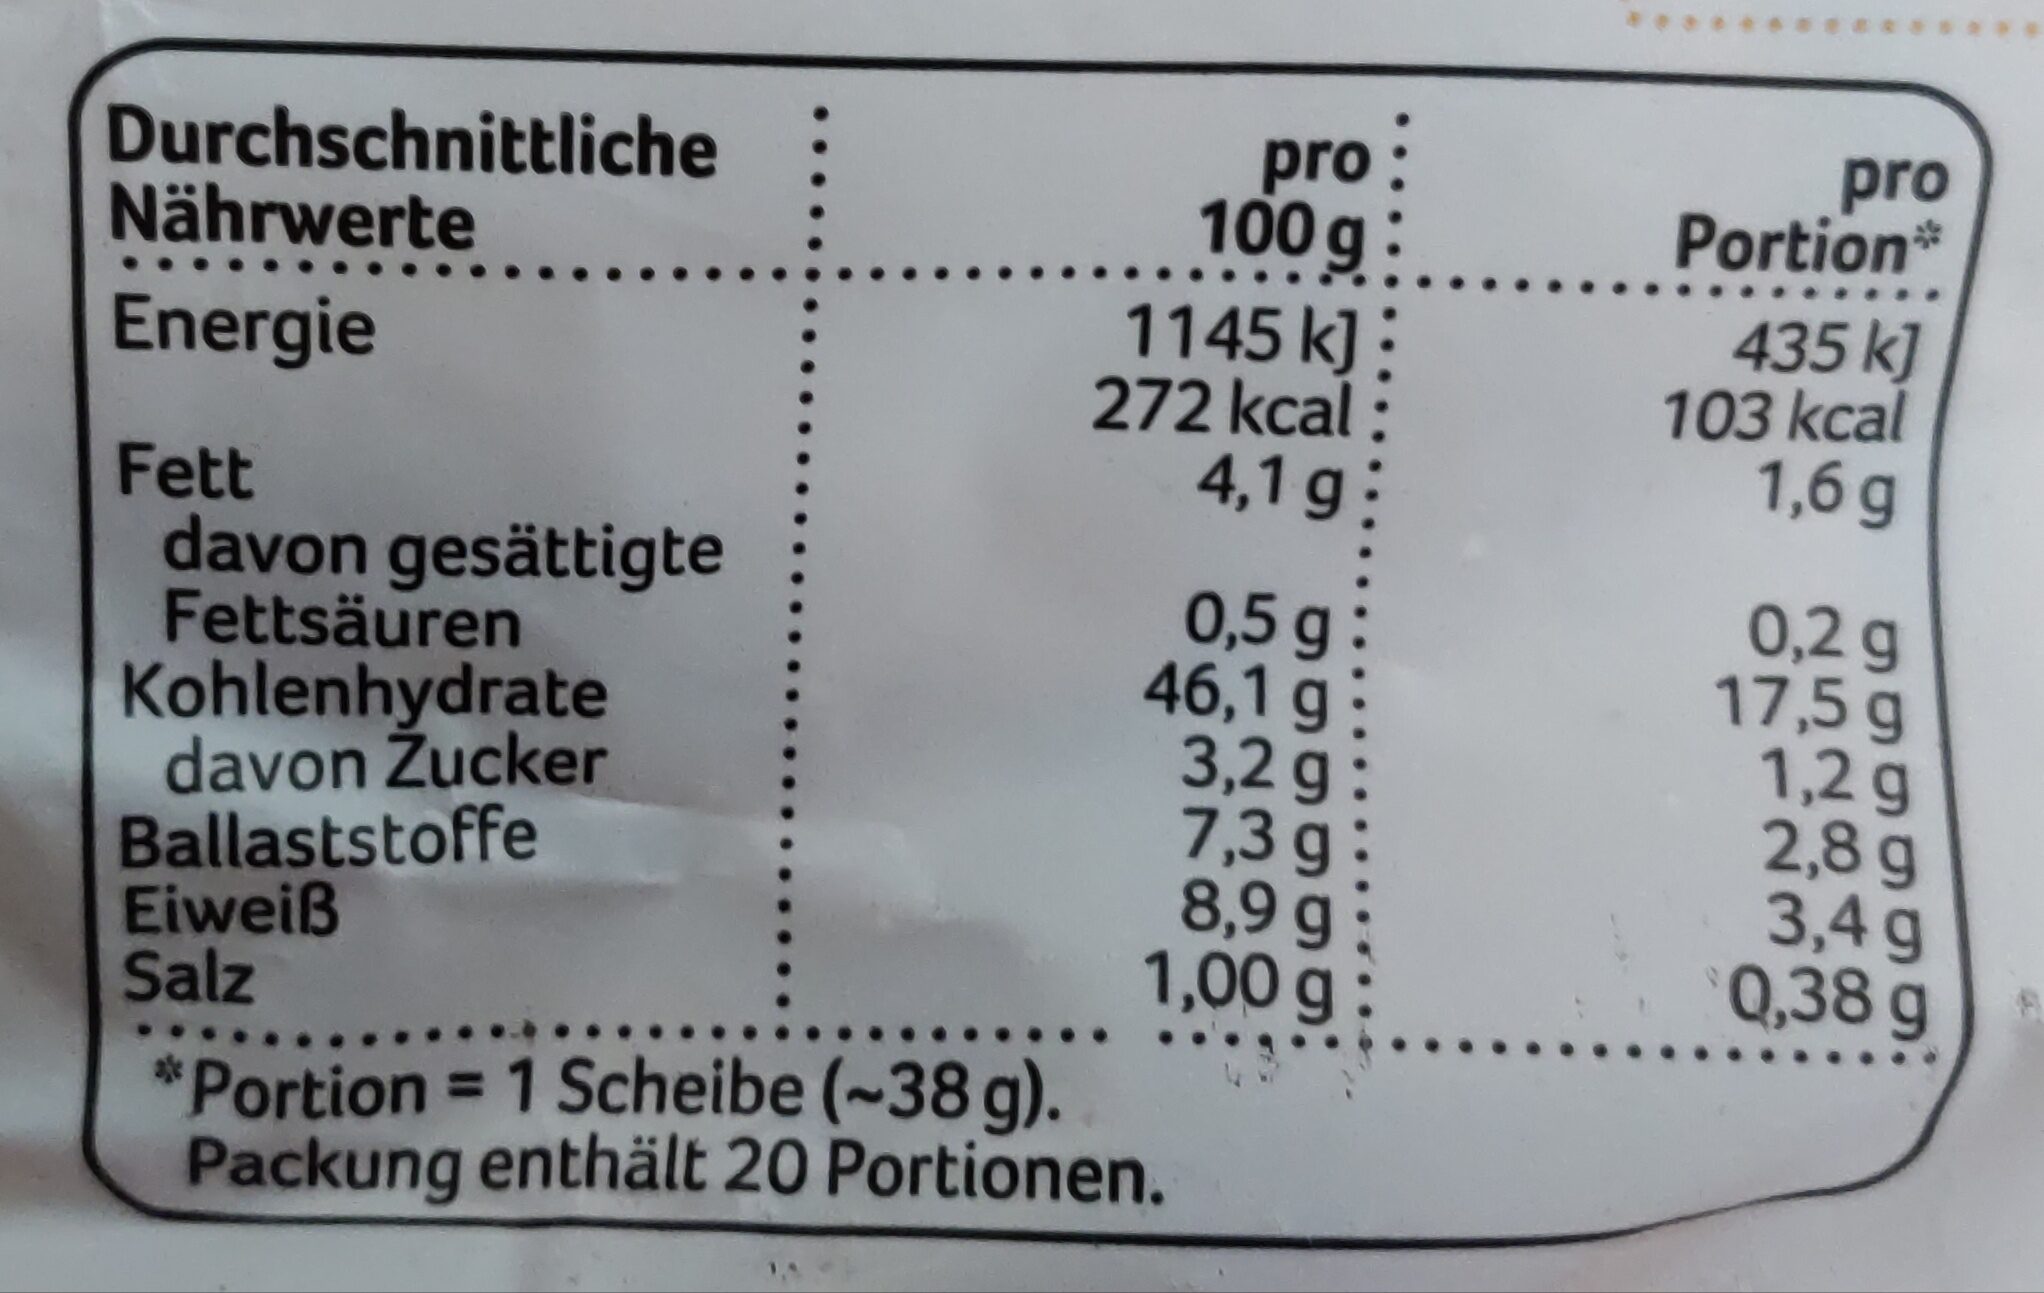 Durchschnittliche Nährwerte pro 100 g pro Portion*
Energie 1145 kJ 435 kJ
272 kcal 103 kcal
Fett 4,1 g 1,6 g
davon gesättigte
Fettsäuren 0,5 g 0,2 g
Kohlenhydrate 46,1 g 17,5 g
davon Zucker 3,2 g 1,2 g
Ballaststoffe 7,3 g 2,8 g
Eiweiß 8,9 g 3,4 g
Salz 1,00 g 0,38 g
*Portion = 1 Scheibe (~38 g).
Packung enthält 20 Portionen.